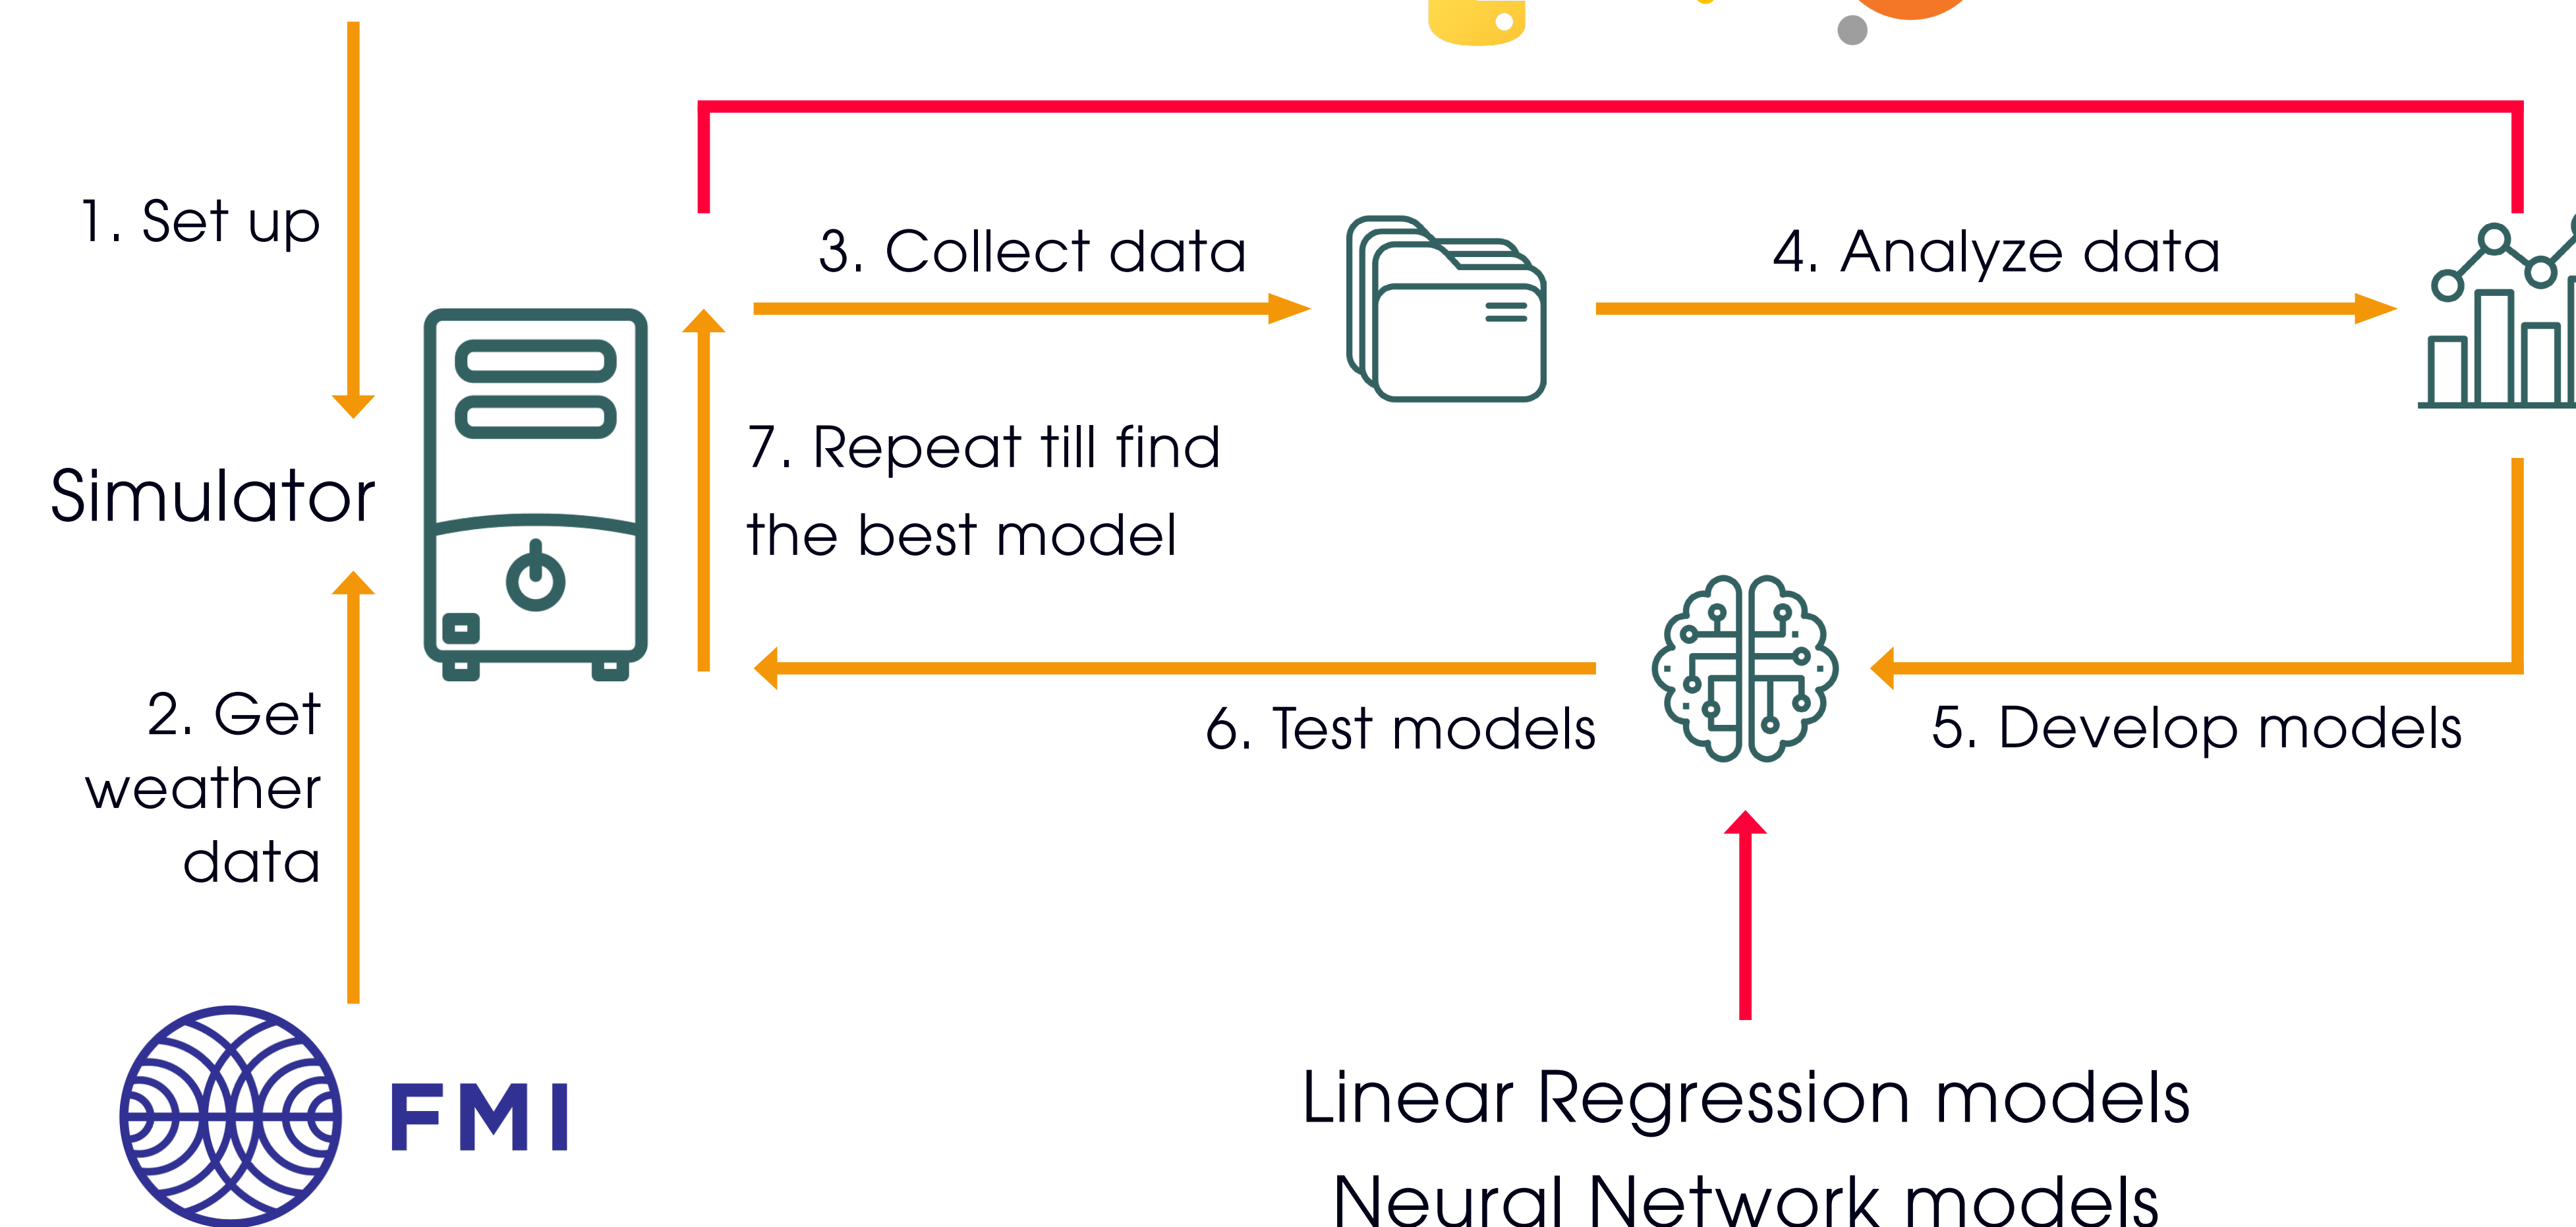 1. Set up
3. Collect data
4. Analyze data
7. Repeat till find
the best model
Simulator
2. Get
weather
data
6. Test models
5. Develop models
FMI
Linear Regression models
Neural Network models